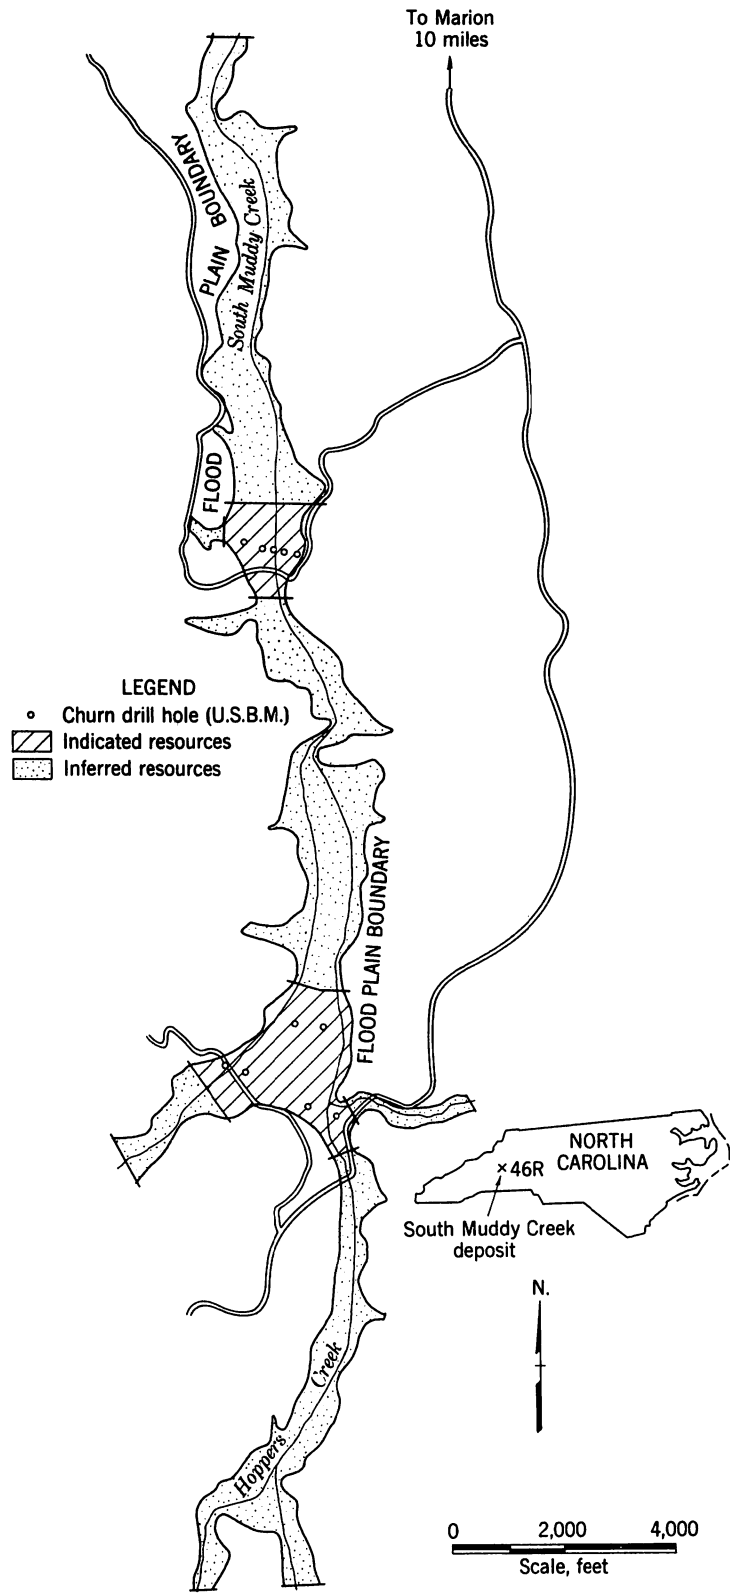 To Marion
10 miles
PLAIN BOUNDARY
South Muddy Creek
FLOOD
LEGEND
Churn drill hole (U.S.B.M.)
Indicated resources
Inferred resources
FLOOD PLAIN BOUNDARY
NORTH
CAROLINA
×46R
South Muddy Creek
deposit
N.
Hoppers Creek
0 2,000 4,000
Scale, feet